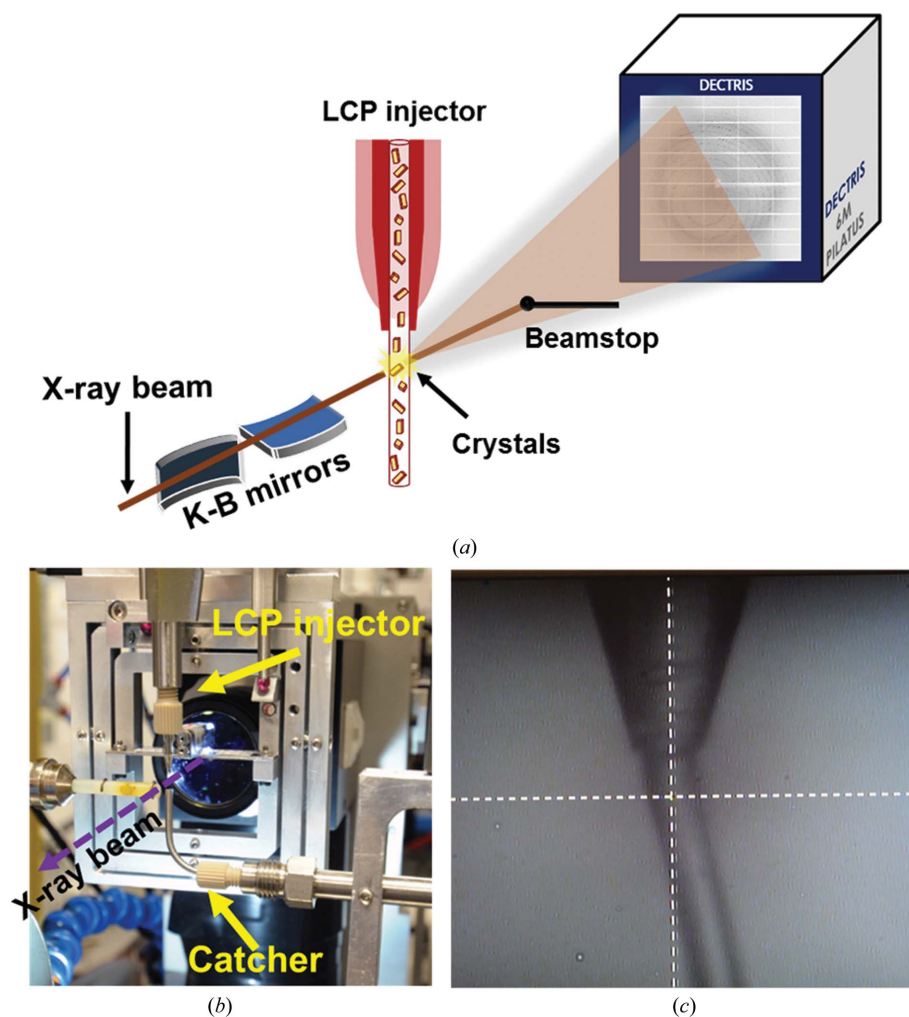 DECTRIS
LCP injector
DECTRIS
6M
PILATUS
Beamstop
X-ray beam
Crystals
K-B mirrors
(a)
LCP injector
X-ray beam
Catcher
(b)
(c)